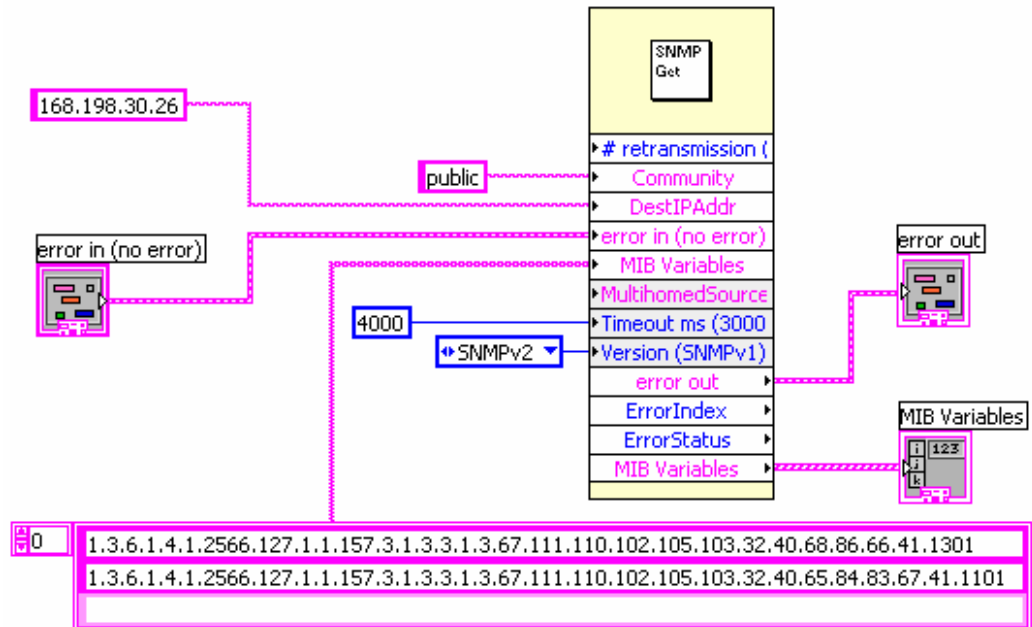 SNMP
Get
168.198.30.26
# retransmission (
public
Community
DestIPAddr
error in (no error)
error in (no error)
error out
MIB Variables
MultihomedSource
4000
Timeout ms (3000
SNMPv2
Version (SNMPv1)
error out
ErrorIndex
MIB Variables
ErrorStatus
i
123
j
MIB Variables
k
0
1.3.6.1.4.1.2566.127.1.1.157.3.1.3.3.1.3.67.111.110.102.105.103.32.40.68.86.66.41.1301
1.3.6.1.4.1.2566.127.1.1.157.3.1.3.3.1.3.67.111.110.102.105.103.32.40.65.84.83.67.41.1101